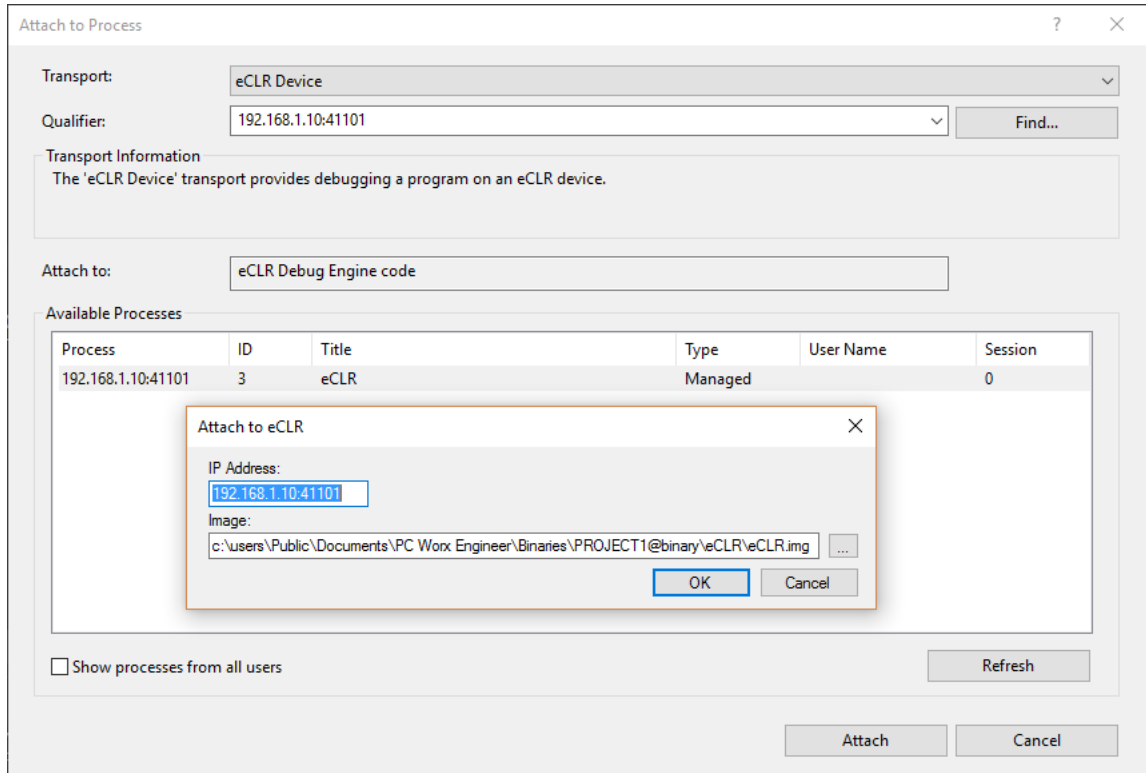 Attach to Process
?
Transport:
eCLR Device
Qualifier:
192.168.1.10:41101
Find...
Transport Information
The 'eCLR Device' transport provides debugging a program on an eCLR device.
Attach to:
eCLR Debug Engine code
Available Processes
Process ID Title Type User Name Session
192.168.1.10:41101 3 eCLR Managed 0
Attach to eCLR
IP Address:
192.168.1.10:41101
Image:
c:\users\Public\Documents\PC Worx Engineer\Binaries\PROJECT1@binary\eCLR\eCLR.img ...
OK Cancel
Show processes from all users
Refresh
Attach Cancel